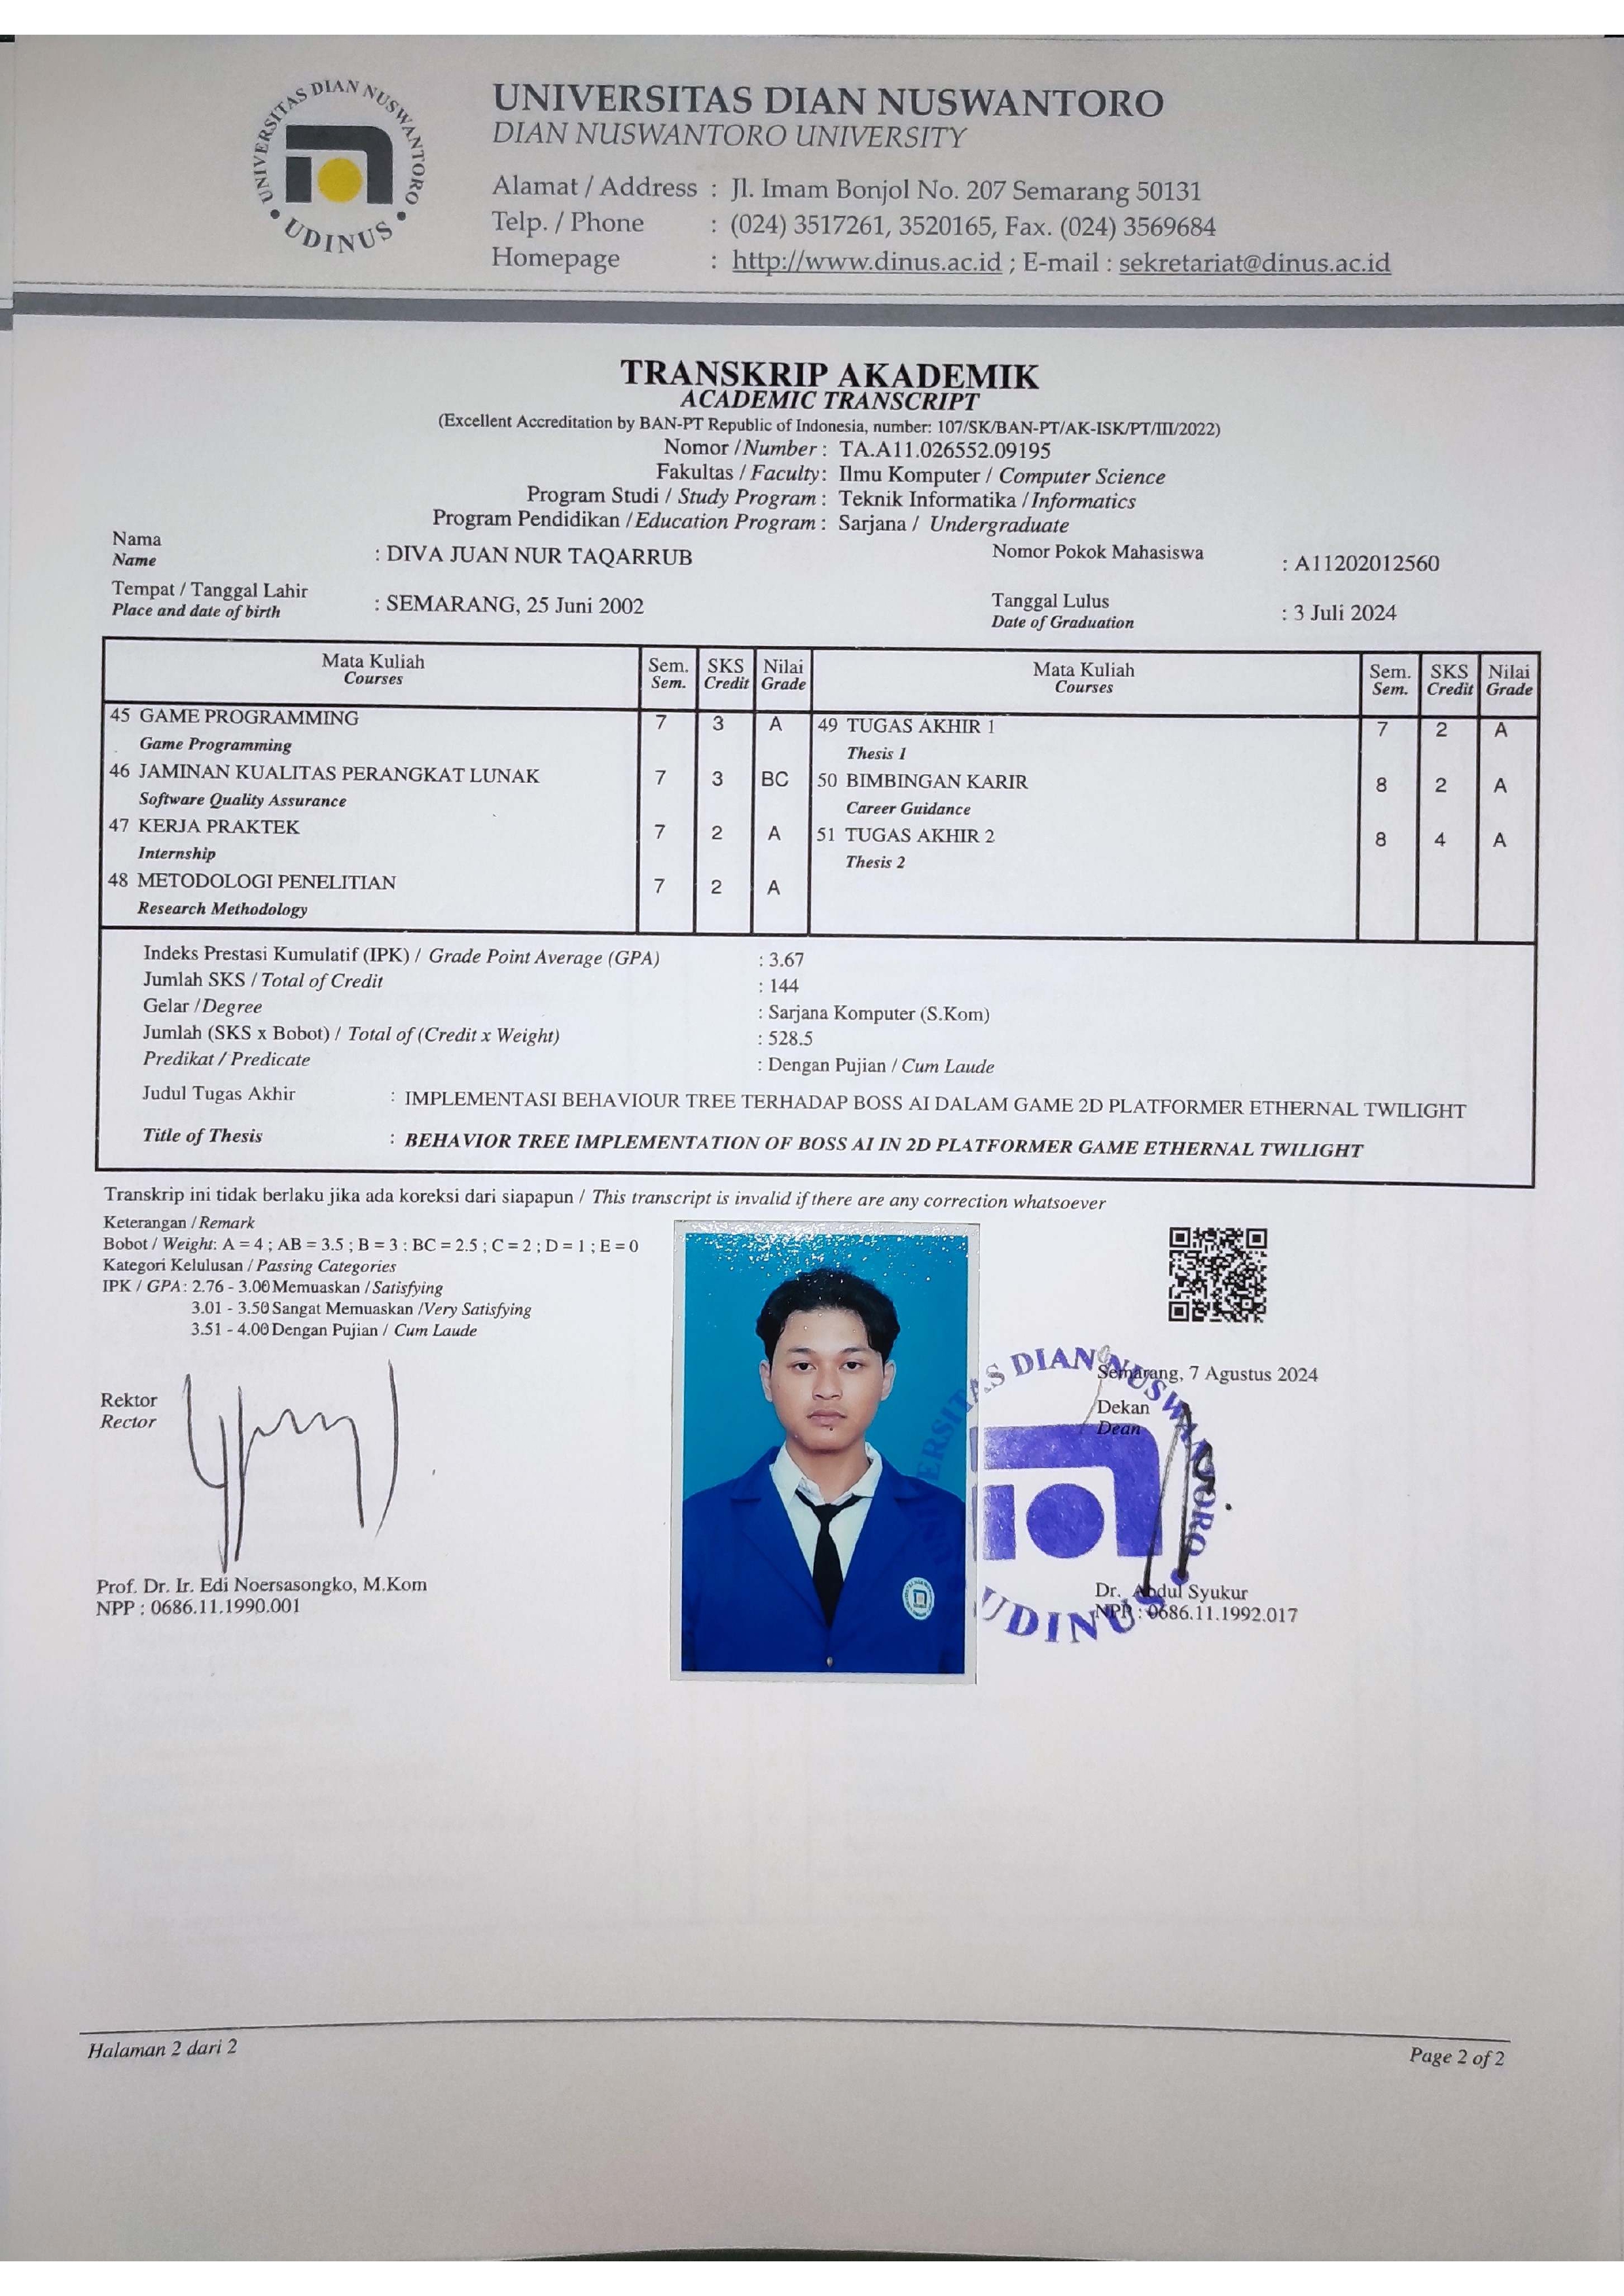 UNIVERSITAS DIAN NUSWANTORO
UDINUS
UNIVERSITAS DIAN NUSWANTORO
DIAN NUSWANTORO UNIVERSITY
Alamat / Address : Jl. Imam Bonjol No. 207 Semarang 50131
Telp. / Phone : (024) 3517261, 3520165, Fax. (024) 3569684
Homepage : http://www.dinus.ac.id ; E-mail : sekretariat@dinus.ac.id
TRANSKRIP AKADEMIK
ACADEMIC TRANSCRIPT
(Excellent Accreditation by BAN-PT Republic of Indonesia, number: 107/SK/BAN-PT/AK-ISK/PT/III/2022)
Nomor / Number : TA.A11.026552.09195
Fakultas / Faculty : Ilmu Komputer / Computer Science
Program Studi / Study Program : Teknik Informatika / Informatics
Program Pendidikan / Education Program : Sarjana / Undergraduate
Nama
Name : DIVA JUAN NUR TAQARRUB
Nomor Pokok Mahasiswa : A11202012560
Tempat / Tanggal Lahir
Place and date of birth : SEMARANG, 25 Juni 2002
Tanggal Lulus
Date of Graduation : 3 Juli 2024
Mata Kuliah Sem. SKS Nilai Mata Kuliah Sem. SKS Nilai
Courses Sem. Credit Grade Courses Sem. Credit Grade
45 GAME PROGRAMMING 7 3 A 49 TUGAS AKHIR 1 7 2 A
Game Programming Thesis 1
46 JAMINAN KUALITAS PERANGKAT LUNAK 7 3 BC 50 BIMBINGAN KARIR 8 2 A
Software Quality Assurance Career Guidance
47 KERJA PRAKTEK 7 2 A 51 TUGAS AKHIR 2 8 4 A
Internship Thesis 2
48 METODOLOGI PENELITIAN 7 2 A
Research Methodology
Indeks Prestasi Kumulatif (IPK) / Grade Point Average (GPA) : 3.67
Jumlah SKS / Total of Credit : 144
Gelar / Degree : Sarjana Komputer (S.Kom)
Jumlah (SKS x Bobot) / Total of (Credit x Weight) : 528.5
Predikat / Predicate : Dengan Pujian / Cum Laude
Judul Tugas Akhir : IMPLEMENTASI BEHAVIOUR TREE TERHADAP BOSS AI DALAM GAME 2D PLATFORMER ETHERNAL TWILIGHT
Title of Thesis : BEHAVIOR TREE IMPLEMENTATION OF BOSS AI IN 2D PLATFORMER GAME ETHERNAL TWILIGHT
Transkrip ini tidak berlaku jika ada koreksi dari siapapun / This transcript is invalid if there are any correction whatsoever
Keterangan / Remark
Bobot / Weight: A = 4 ; AB = 3.5 ; B = 3 : BC = 2.5 ; C = 2 ; D = 1 ; E = 0
Kategori Kelulusan / Passing Categories
IPK / GPA : 2.76 - 3.00 Memuaskan / Satisfying
3.01 - 3.50 Sangat Memuaskan / Very Satisfying
3.51 - 4.00 Dengan Pujian / Cum Laude
Semarang, 7 Agustus 2024
Rektor
Rector
Dekan
Dean
UNIVERSITAS DIAN NUSWANTORO
UDINUS
Prof. Dr. Ir. Edi Noersasongko, M.Kom
NPP : 0686.11.1990.001
Dr. Abdul Syukur
NPP : 0686.11.1992.017
Halaman 2 dari 2
Page 2 of 2